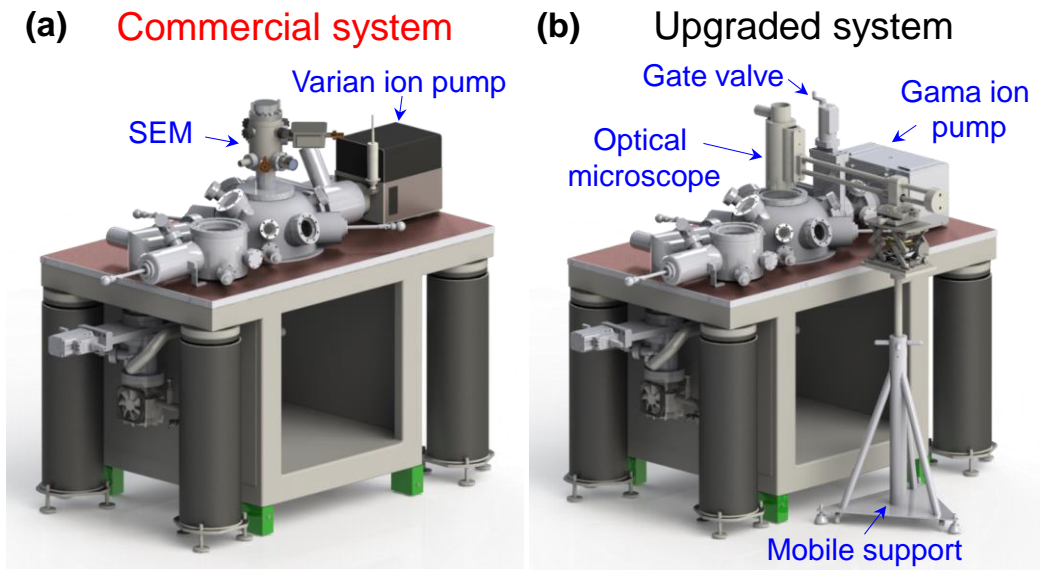 (a) Commercial system
(b) Upgraded system
Varian ion pump
SEM
Gate valve
Gama ion
pump
Optical
microscope
Mobile support